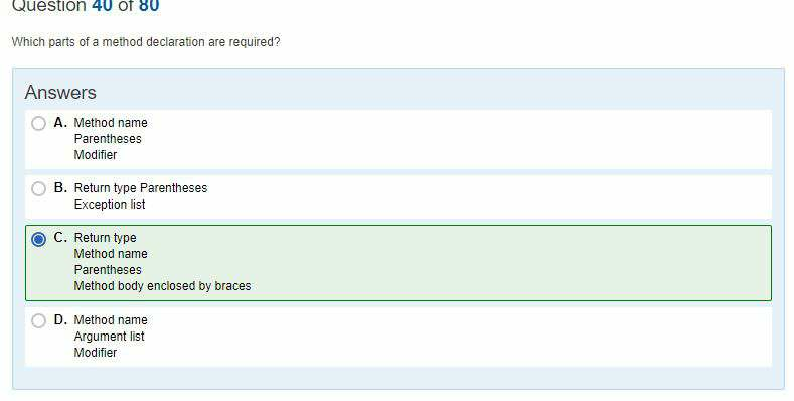 Question 40 of 80
Which parts of a method declaration are required?
Answers
A. Method name
Parentheses
Modifier
B. Return type Parentheses
Exception list
C. Return type
Method name
Parentheses
Method body enclosed by braces
D. Method name
Argument list
Modifier